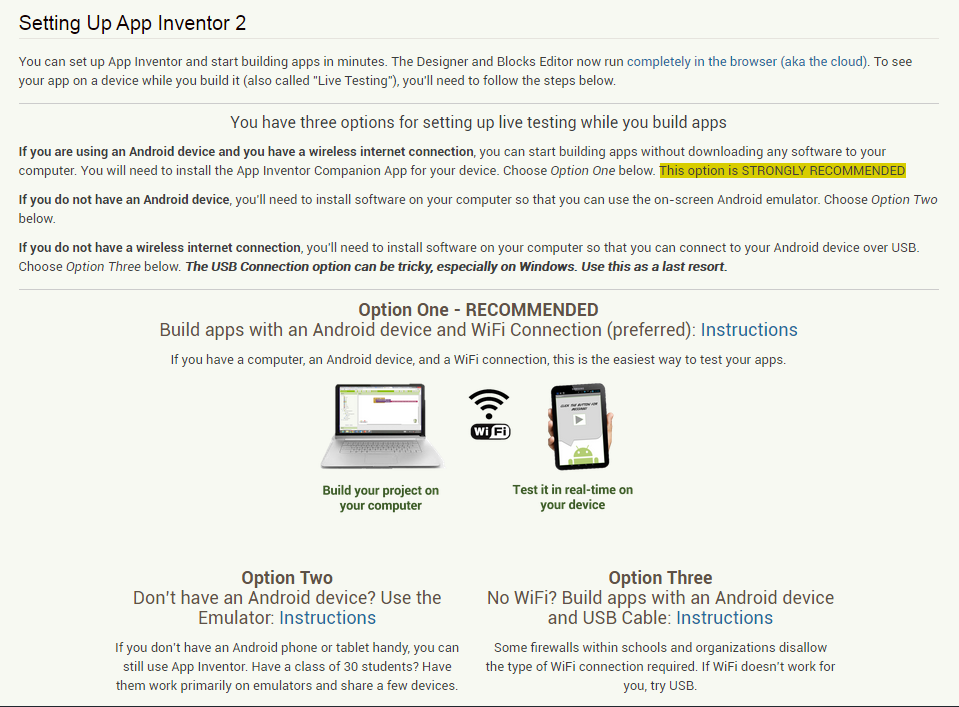 Setting Up App Inventor 2
You can set up App Inventor and start building apps in minutes. The Designer and Blocks Editor now run completely in the browser (aka the cloud). To see
your app on a device while you build it (also called "Live Testing"), you'll need to follow the steps below.
You have three options for setting up live testing while you build apps
If you are using an Android device and you have a wireless internet connection, you can start building apps without downloading any software to your
computer. You will need to install the App Inventor Companion App for your device. Choose Option One below. This option is STRONGLY RECOMMENDED
If you do not have an Android device, you'll need to install software on your computer so that you can use the on-screen Android emulator. Choose Option Two
below.
If you do not have a wireless internet connection, you'll need to install software on your computer so that you can connect to your Android device over USB.
Choose Option Three below. The USB Connection option can be tricky, especially on Windows. Use this as a last resort.
Option One - RECOMMENDED
Build apps with an Android device and WiFi Connection (preferred): Instructions
If you have a computer, an Android device, and a WiFi connection, this is the easiest way to test your apps.
WiFi
CLICK THE BUTTON FOR
MESSAGE!
Build your project on
your computer
Test it in real-time on
your device
Option Two
Don't have an Android device? Use the
Emulator: Instructions
If you don't have an Android phone or tablet handy, you can
still use App Inventor. Have a class of 30 students? Have
them work primarily on emulators and share a few devices.
Option Three
No WiFi? Build apps with an Android device
and USB Cable: Instructions
Some firewalls within schools and organizations disallow
the type of WiFi connection required. If WiFi doesn't work for
you, try USB.